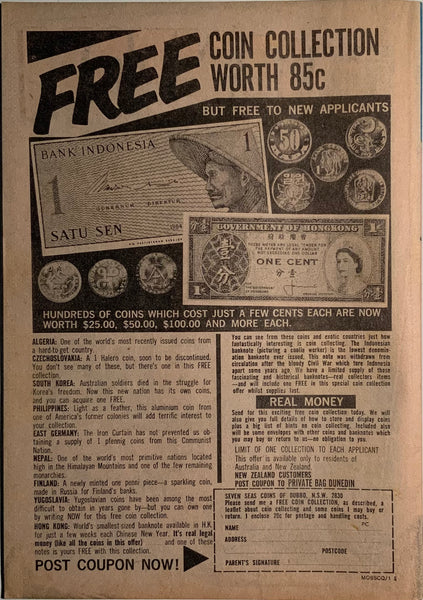 FREE
COIN COLLECTION
WORTH 85c
BUT FREE TO NEW APPLICANTS
BANK INDONESIA
1
1
SATU SEN
50
GOVERNMENT OF HONGKONG
ONE CENT
HUNDREDS OF COINS WHICH COST JUST A FEW CENTS EACH ARE NOW
WORTH $25.00, $50.00, $100.00 AND MORE EACH.
ALGERIA: One of the world's most recently issued coins from
a hard-to-get country.
CZECHOSLOVAKIA: A 1 Halero coin, soon to be discontinued.
You don't see many of these, but there's one in this FREE
collection.
SOUTH KOREA: Australian soldiers died in the struggle for
Korea's freedom. Now this new nation has its own coins,
and you can acquire one FREE.
PHILIPPINES: Light as a feather, this aluminium coin from
one of America's former colonies will add terrific interest to
your collection.
EAST GERMANY: The Iron Curtain has not prevented us ob-
taining a supply of 1 pfennig coins from this Communist
Nation.
NEPAL: One of the world's most primitive nations located
high in the Himalayan Mountains and one of the few remaining
monarchies.
FINLAND: A newly minted one penni piece—a sparkling coin,
made in Russia for Finland's banks.
YUGOSLAVIA: Yugoslavian coins have been among the most
difficult to obtain in years gone by—but you can own one
by writing NOW for this free coin collection.
HONG KONG: World's smallest-sized banknote available in H.K.
for just a few weeks each Chinese New Year. It's real legal
money (like all the coins in this offer) . . . and one of these
notes is yours FREE with this collection.
POST COUPON NOW!
You can see from these coins and exotic countries just how
fantastically interesting is coin collecting. The Indonesian
banknote (picturing a coolie worker) is the lowest denomin-
ation banknote ever issued. This note was withdrawn from
circulation after the bloody Civil War which tore the country
apart some years ago. We have a limited supply of those
fascinating and historical banknotes—real collectors items
—and will include one FREE in this special coin collection
offer whilst supplies last.
REAL MONEY
Send for this exciting free coin collection today. We will
also give you full details of how to store and display coins
plus a big list of hints on coin collecting. Included also
will be some envelopes with other coins and banknotes which
you may buy or return to us—no obligation to you.
LIMIT OF ONE COLLECTION TO EACH APPLICANT
This offer is available only to residents of
Australia and New Zealand.
NEW ZEALAND CUSTOMERS
POST COUPON TO PRIVATE BAG DUNEDIN
SEVEN SEAS COINS OF DUBBO, N.S.W. 2830
Please send me a FREE COIN COLLECTION, as described, a
leaflet about coin collecting and some coins I may buy or
return. I enclose 20c for postage and handling costs.
PC
NAME
ADDRESS
POSTCODE
PARENT'S SIGNATURE